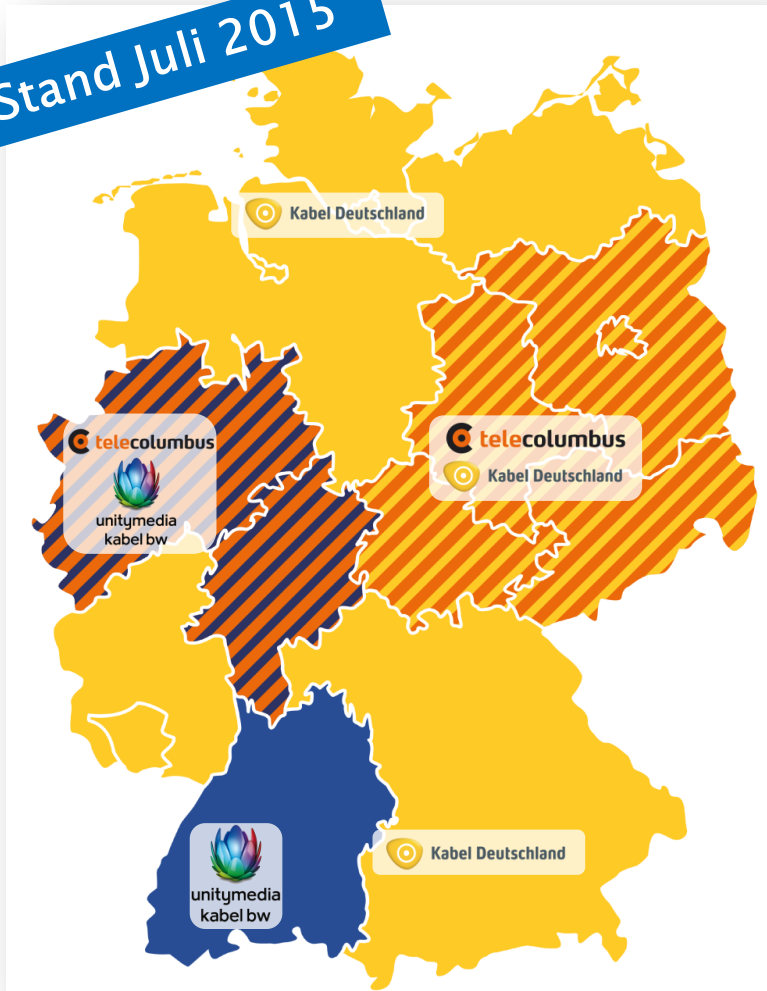 Stand Juli 2015
Kabel Deutschland
telecolumbus
unitymedia
kabel bw
telecolumbus
Kabel Deutschland
unitymedia
kabel bw
Kabel Deutschland